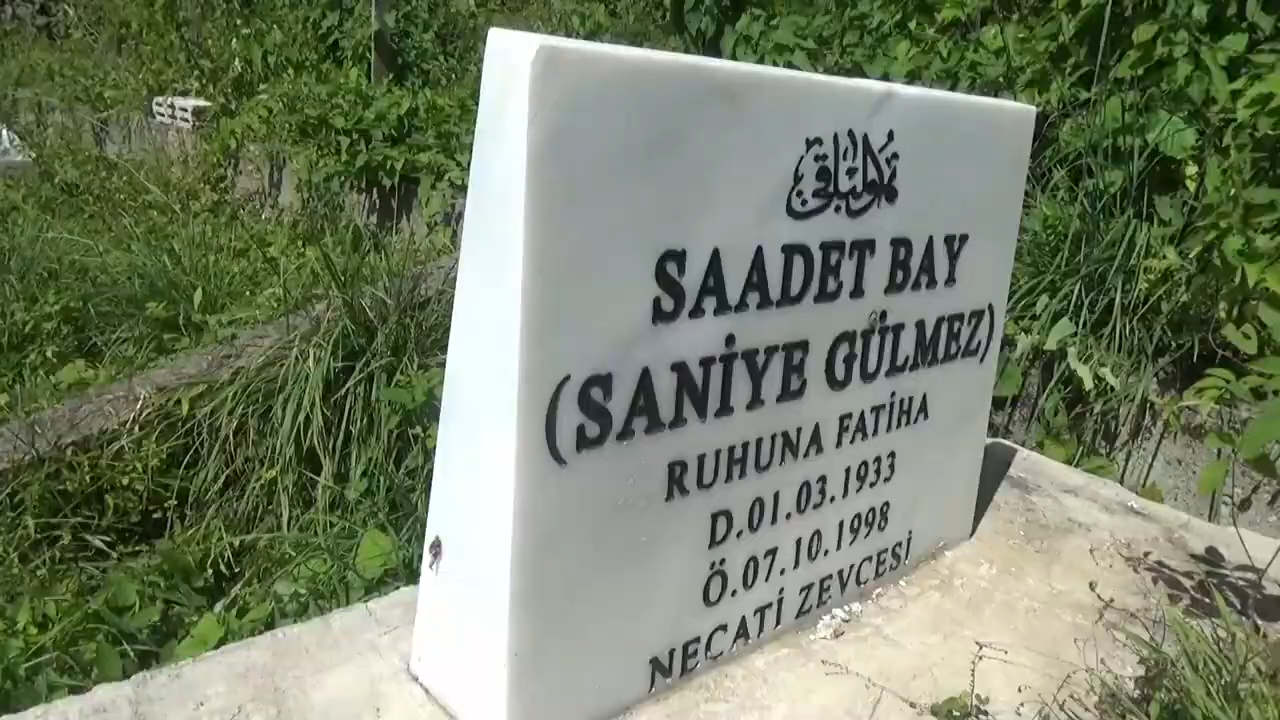 هو الباقي
SAADET BAY
(SANİYE GÜLMEZ)
RUHUNA FATİHA
D.01.03.1933
Ö.07.10.1998
NECATİ ZEVCESİ